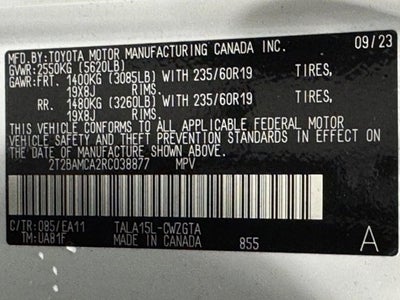 MFD.BY:TOYOTA MOTOR MANUFACTURING CANADA INC. 09/23
GVWR:2550KG (5620LB)
GAWR:FRT. 1400KG (3085LB) WITH 235/60R19 TIRES,
19X8J RIMS.
RR. 1480KG (3260LB) WITH 235/60R19 TIRES,
19X8J RIMS.
THIS VEHICLE CONFORMS TO ALL APPLICABLE FEDERAL MOTOR
VEHICLE SAFETY AND THEFT PREVENTION STANDARDS IN EFFECT
ON THE DATE OF MANUFACTURE SHOWN ABOVE.
2T2BAMCA2RC038877 MPV
C/TR:085/EA11 TALA15L-CWZGTA
TM:UA81F MADE IN CANADA 855 A